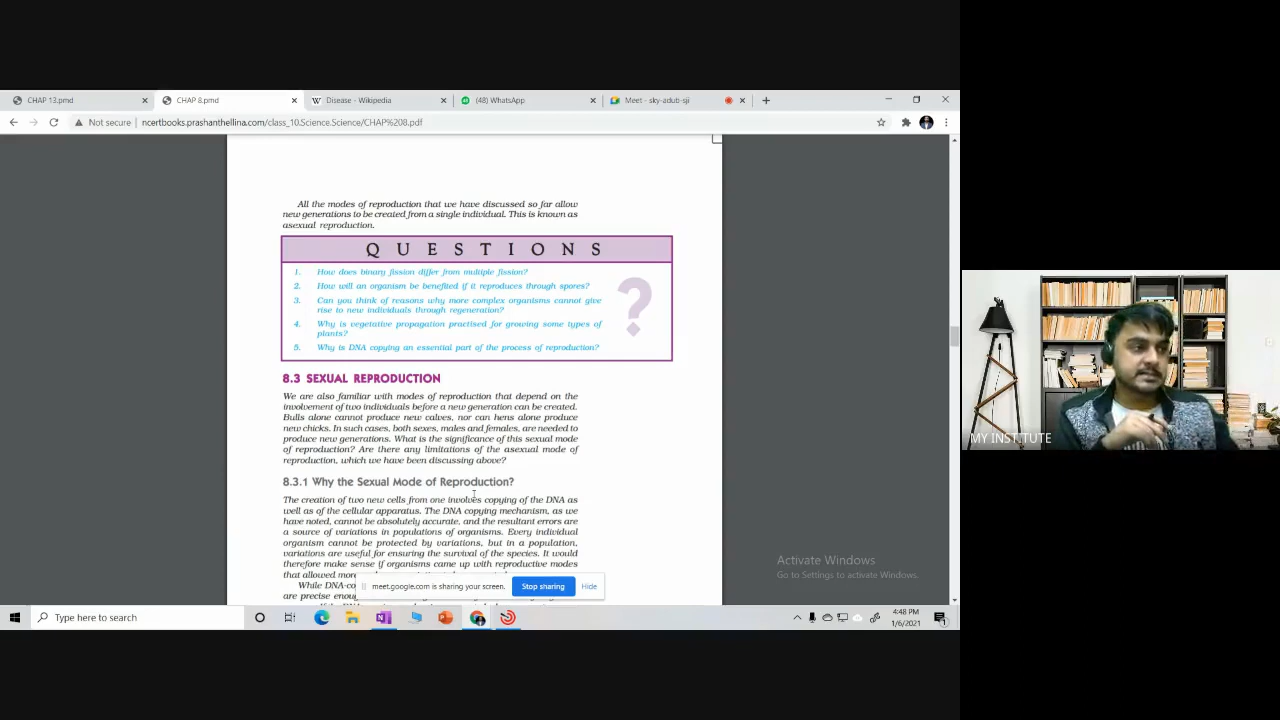 CHAP 13.pmd
CHAP 8.pmd
Disease - Wikipedia
(48) WhatsApp
Meet - sky-adub-sji
Not secure
ncertbooks.prashanthellina.com/class_10.Science.Science/CHAP%208.pdf
All the modes of reproduction that we have discussed so far allow
new generations to be created from a single individual. This is known as
asexual reproduction.
QUESTIONS
1. How does binary fission differ from multiple fission?
2. How will an organism be benefited if it reproduces through spores?
3. Can you think of reasons why more complex organisms cannot give
rise to new individuals through regeneration?
4. Why is vegetative propagation practised for growing some types of
plants?
5. Why is DNA copying an essential part of the process of reproduction?
?
8.3 SEXUAL REPRODUCTION
We are also familiar with modes of reproduction that depend on the
involvement of two individuals before a new generation can be created.
Bulls alone cannot produce new calves, nor can hens alone produce
new chicks. In such cases, both sexes, males and females, are needed to
produce new generations. What is the significance of this sexual mode
of reproduction? Are there any limitations of the asexual mode of
reproduction, which we have been discussing above?
8.3.1 Why the Sexual Mode of Reproduction?
The creation of two new cells from one involves copying of the DNA as
well as of the cellular apparatus. The DNA copying mechanism, as we
have noted, cannot be absolutely accurate, and the resultant errors are
a source of variations in populations of organisms. Every individual
organism cannot be protected by variations, but in a population,
variations are useful for ensuring the survival of the species. It would
therefore make sense if organisms came up with reproductive modes
that allowed more
While DNA-co
are precise enou
meet.google.com is sharing your screen.
Stop sharing
Hide
Activate Windows
Go to Settings to activate Windows.
Type here to search
4:48 PM
1/6/2021
MY INSTITUTE